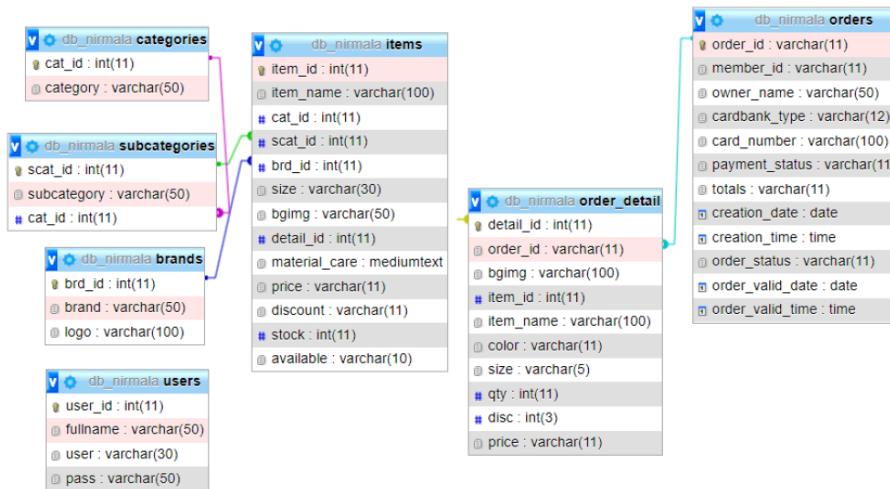 db_nirmala categories
cat_id : int(11)
category : varchar(50)
db_nirmala subcategories
scat_id : int(11)
subcategory : varchar(50)
cat_id : int(11)
db_nirmala brands
brd_id : int(11)
brand : varchar(50)
logo : varchar(100)
db_nirmala users
user_id : int(11)
fullname : varchar(50)
user : varchar(30)
pass : varchar(50)
db_nirmala items
item_id : int(11)
item_name : varchar(100)
cat_id : int(11)
scat_id : int(11)
brd_id : int(11)
size : varchar(30)
bgimg : varchar(50)
detail_id : int(11)
material_care : mediumtext
price : varchar(11)
discount : varchar(11)
stock : int(11)
available : varchar(10)
db_nirmala order_detail
detail_id : int(11)
order_id : varchar(11)
bgimg : varchar(100)
item_id : int(11)
item_name : varchar(100)
color : varchar(11)
size : varchar(5)
qty : int(11)
disc : int(3)
price : varchar(11)
db_nirmala orders
order_id : varchar(11)
member_id : varchar(11)
owner_name : varchar(50)
cardbank_type : varchar(12)
card_number : varchar(100)
payment_status : varchar(11
totals : varchar(11)
creation_date : date
creation_time : time
order_status : varchar(11)
order_valid_date : date
order_valid_time : time